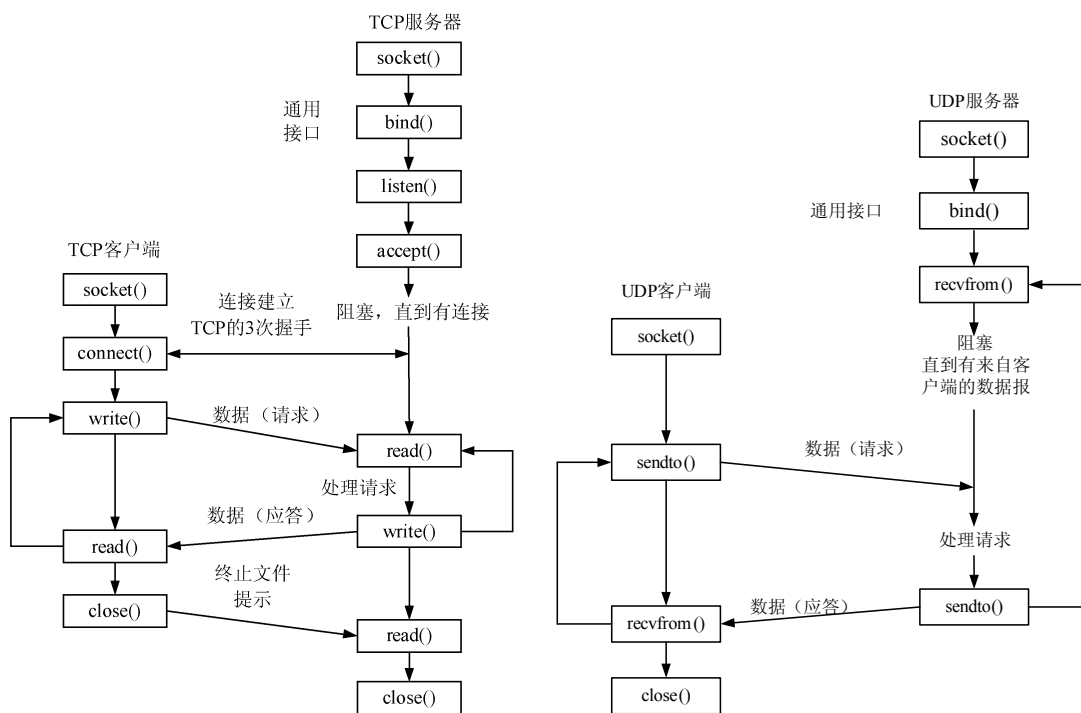 TCP服务器
socket()
通用
接口
bind()
listen()
accept()
TCP客户端
socket()
连接建立
TCP的3次握手
阻塞，直到有连接
connect()
write()
数据（请求）
read()
处理请求
数据（应答）
write()
read()
终止文件
提示
close()
read()
close()
UDP服务器
socket()
通用接口
bind()
recvfrom()
UDP客户端
socket()
阻塞
直到有来自客
户端的数据报
数据（请求）
sendto()
处理请求
数据（应答）
sendto()
recvfrom()
close()